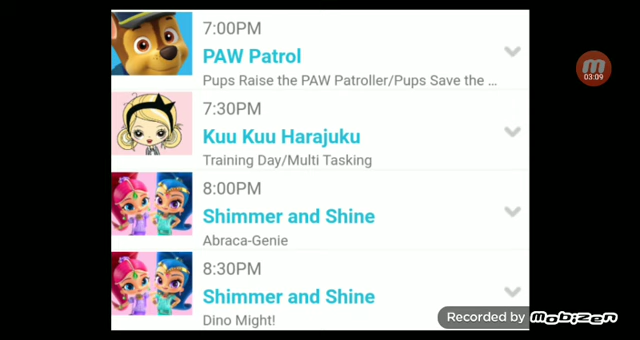 7:00PM
PAW Patrol
Pups Raise the PAW Patroller/Pups Save the ...
7:30PM
Kuu Kuu Harajuku
Training Day/Multi Tasking
8:00PM
Shimmer and Shine
Abraca-Genie
8:30PM
Shimmer and Shine
Dino Might!
m
03:09
Recorded by Mobizen